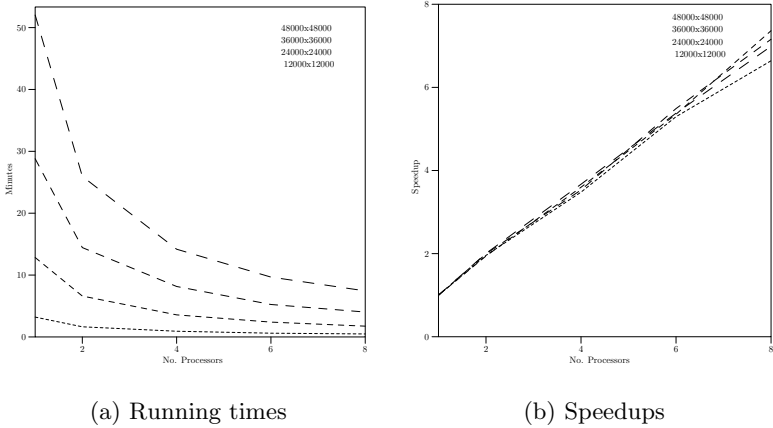 50
40
30
20
10
0
Minutes
48000x48000
36000x36000
24000x24000
12000x12000
2
4
6
8
No. Processors
(a) Running times
8
6
4
2
0
Speedup
48000x48000
36000x36000
24000x24000
12000x12000
2
4
6
8
No. Processors
(b) Speedups